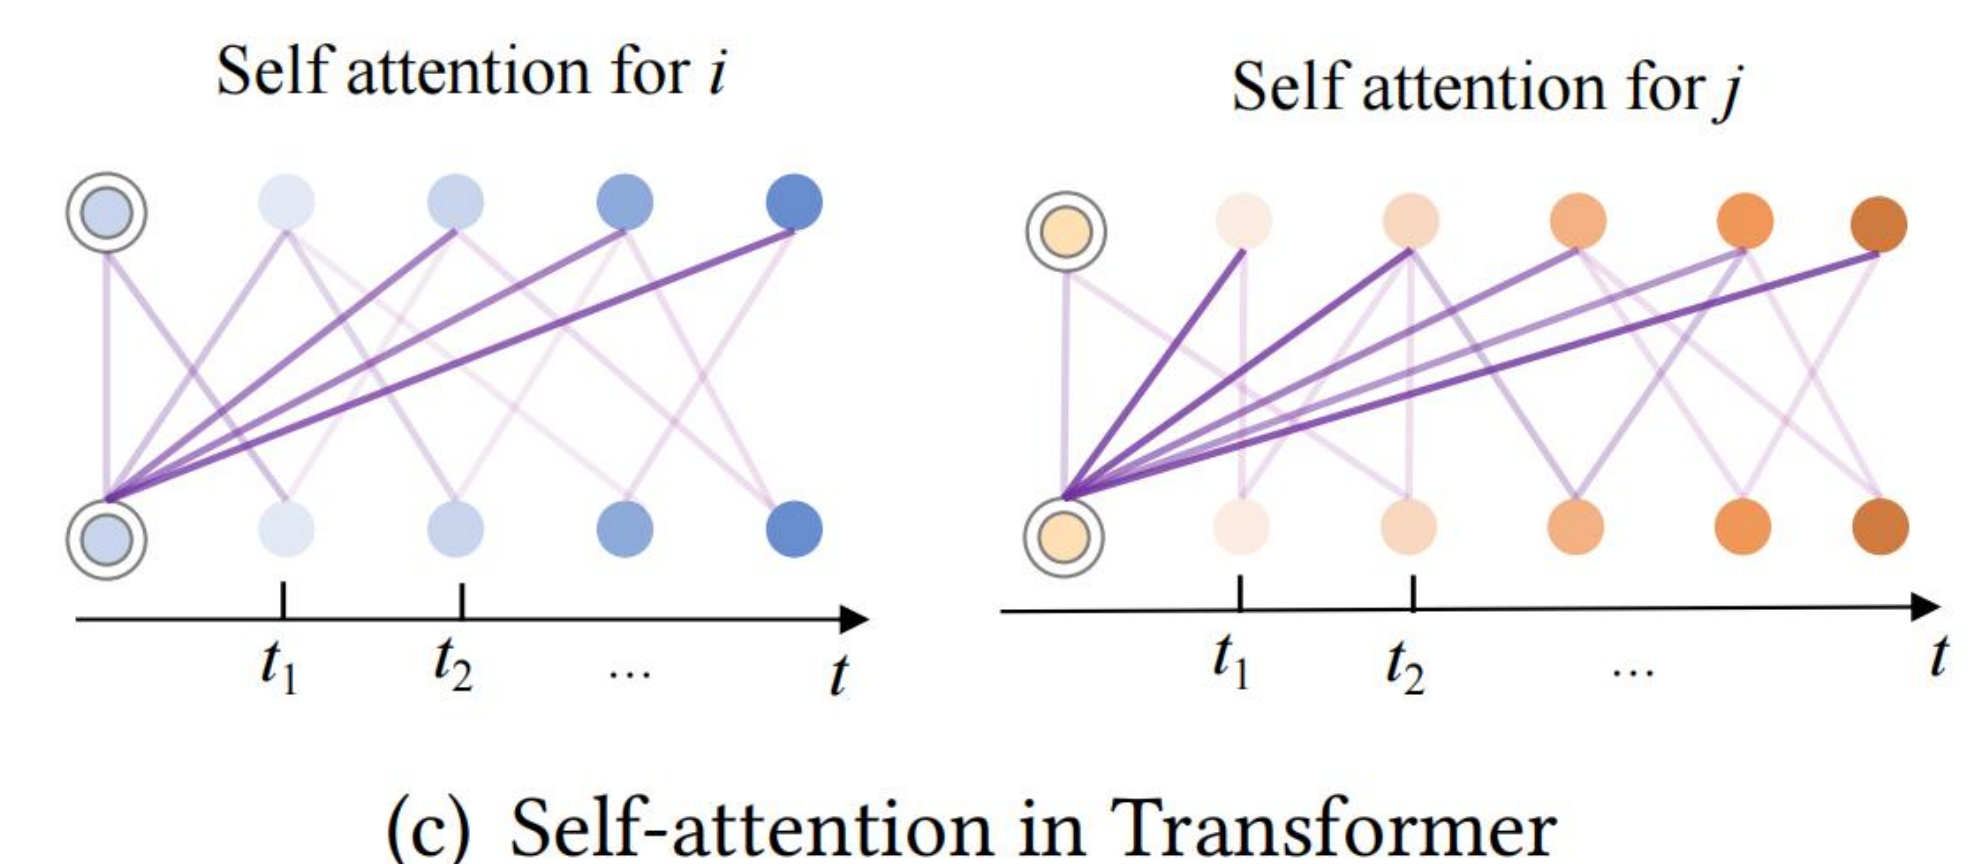 Self attention for i
Self attention for j
t₁ t₂ ... t
t₁ t₂ ... t
(c) Self-attention in Transformer